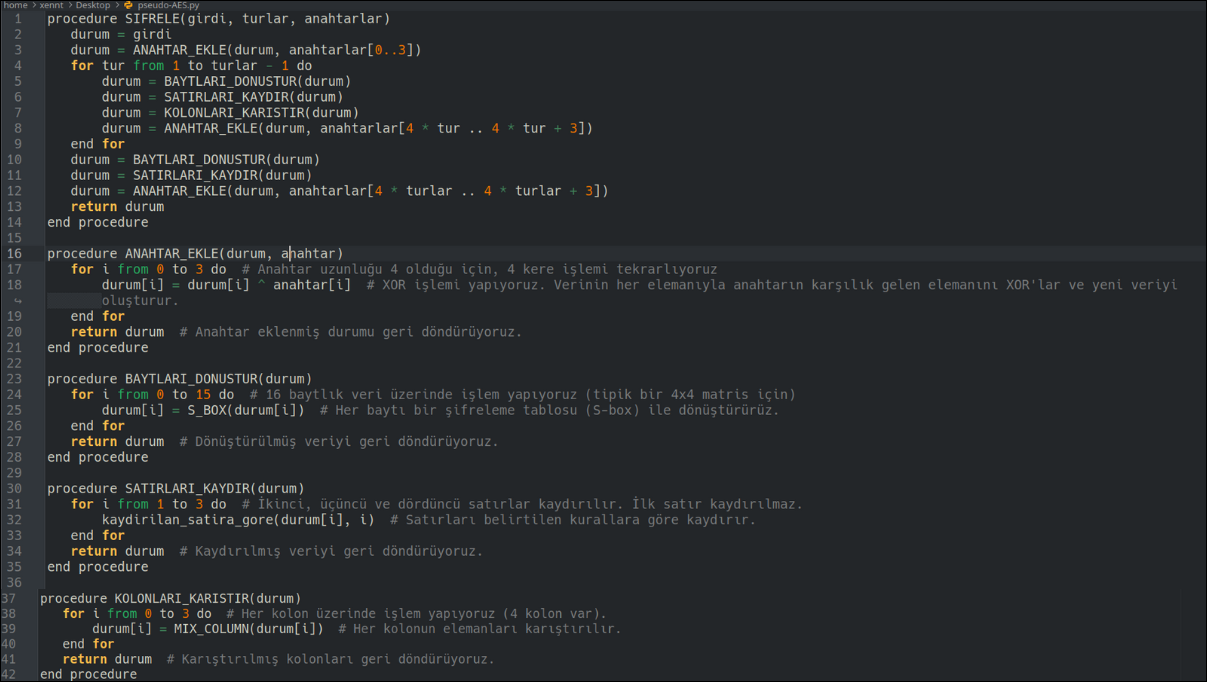 home > xennt > Desktop > pseudo-AES.py
1 procedure SIFRELE(girdi, turlar, anahtarlar)
2 durum = girdi
3 durum = ANAHTAR_EKLE(durum, anahtarlar[0..3])
4 for tur from 1 to turlar - 1 do
5 durum = BAYTLARI_DONUSTUR(durum)
6 durum = SATIRLARI_KAYDIR(durum)
7 durum = KOLONLARI_KARISTIR(durum)
8 durum = ANAHTAR_EKLE(durum, anahtarlar[4 * tur .. 4 * tur + 3])
9 end for
10 durum = BAYTLARI_DONUSTUR(durum)
11 durum = SATIRLARI_KAYDIR(durum)
12 durum = ANAHTAR_EKLE(durum, anahtarlar[4 * turlar .. 4 * turlar + 3])
13 return durum
14 end procedure
15
16 procedure ANAHTAR_EKLE(durum, anahtar)
17 for i from 0 to 3 do # Anahtar uzunluğu 4 olduğu için, 4 kere işlemi tekrarlıyoruz
18 durum[i] = durum[i] ^ anahtar[i] # XOR işlemi yapıyoruz. Verinin her elemanıyla anahtarın karşılık gelen elemanını XOR'lar ve yeni veriyi
oluşturur.
19 end for
20 return durum # Anahtar eklenmiş durumu geri döndürüyoruz.
21 end procedure
22
23 procedure BAYTLARI_DONUSTUR(durum)
24 for i from 0 to 15 do # 16 baytlık veri üzerinde işlem yapıyoruz (tipik bir 4x4 matris için)
25 durum[i] = S_BOX(durum[i]) # Her baytı bir şifreleme tablosu (S-box) ile dönüştürürüz.
26 end for
27 return durum # Dönüştürülmüş veriyi geri döndürüyoruz.
28 end procedure
29
30 procedure SATIRLARI_KAYDIR(durum)
31 for i from 1 to 3 do # İkinci, üçüncü ve dördüncü satırlar kaydırılır. İlk satır kaydırılmaz.
32 kaydirilan_satira_gore(durum[i], i) # Satırları belirtilen kurallara göre kaydırır.
33 end for
34 return durum # Kaydırılmış veriyi geri döndürüyoruz.
35 end procedure
36
37 procedure KOLONLARI_KARISTIR(durum)
38 for i from 0 to 3 do # Her kolon üzerinde işlem yapıyoruz (4 kolon var).
39 durum[i] = MIX_COLUMN(durum[i]) # Her kolonun elemanları karıştırılır.
40 end for
41 return durum # Karıştırılmış kolonları geri döndürüyoruz.
42 end procedure